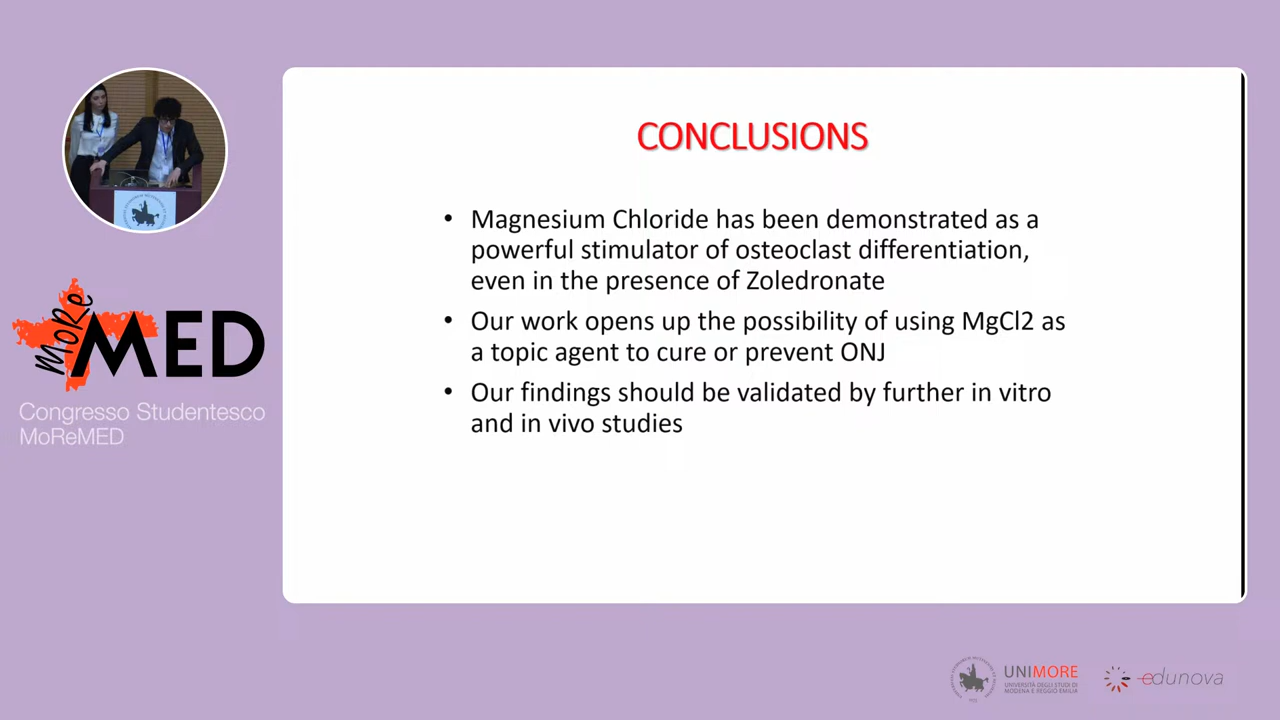 CONCLUSIONS
• Magnesium Chloride has been demonstrated as a
powerful stimulator of osteoclast differentiation,
even in the presence of Zoledronate
• Our work opens up the possibility of using MgCl2 as
a topic agent to cure or prevent ONJ
• Our findings should be validated by further in vitro
and in vivo studies
MoRe
MED
Congresso Studentesco
MoReMED
UNIMORE
UNIVERSITÀ DEGLI STUDI DI
MODENA E REGGIO EMILIA
edunova